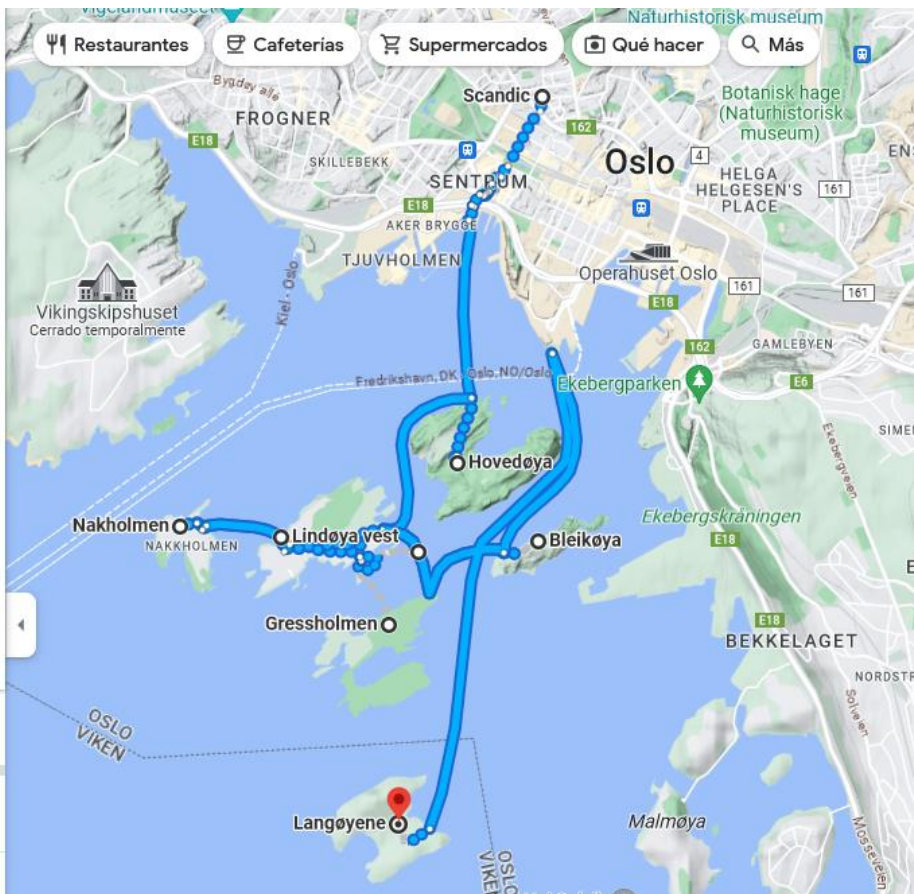 Vigelandmuseet
Naturhistorisk museum
Restaurantes
Cafeterías
Supermercados
Qué hacer
Más
Bygdøy allé
Scandic
Botanisk hage
(Naturhistorisk
museum)
E18
FROGNER
162
SKILLEBEKK
Oslo
4
ENS
SENTRUM
HELGA
HELGESEN'S
PLACE
161
E18
AKER BRYGGE
TJUVHOLMEN
Operahuset Oslo
161
161
E18
Kiel - Oslo
Vikingskipshuset
Cerrado temporalmente
162
GAMLEBYEN
Fredrikshavn, DK - Oslo, NO/Oslo
Ekebergparken
E6
SIMEN
Ekebergveien
Hovedøya
Ekebergskråningen
Nakholmen
NAKKHOLMEN
Lindøya vest
Bleikøya
E18
Gressholmen
E18
BEKKELAGET
NORDSTR
Solveien
OSLO
VIKEN
Langøyene
Malmøya
OSLO
VIKEN
Mosseveien